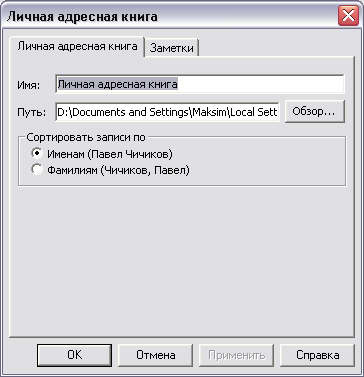 Личная адресная книга
Личная адресная книга Заметки
Имя: Личная адресная книга
Путь: D:\Documents and Settings\Maksim\Local Sett Обзор...
Сортировать записи по
Именам (Павел Чичиков)
Фамилиям (Чичиков, Павел)
OK Отмена Применить Справка